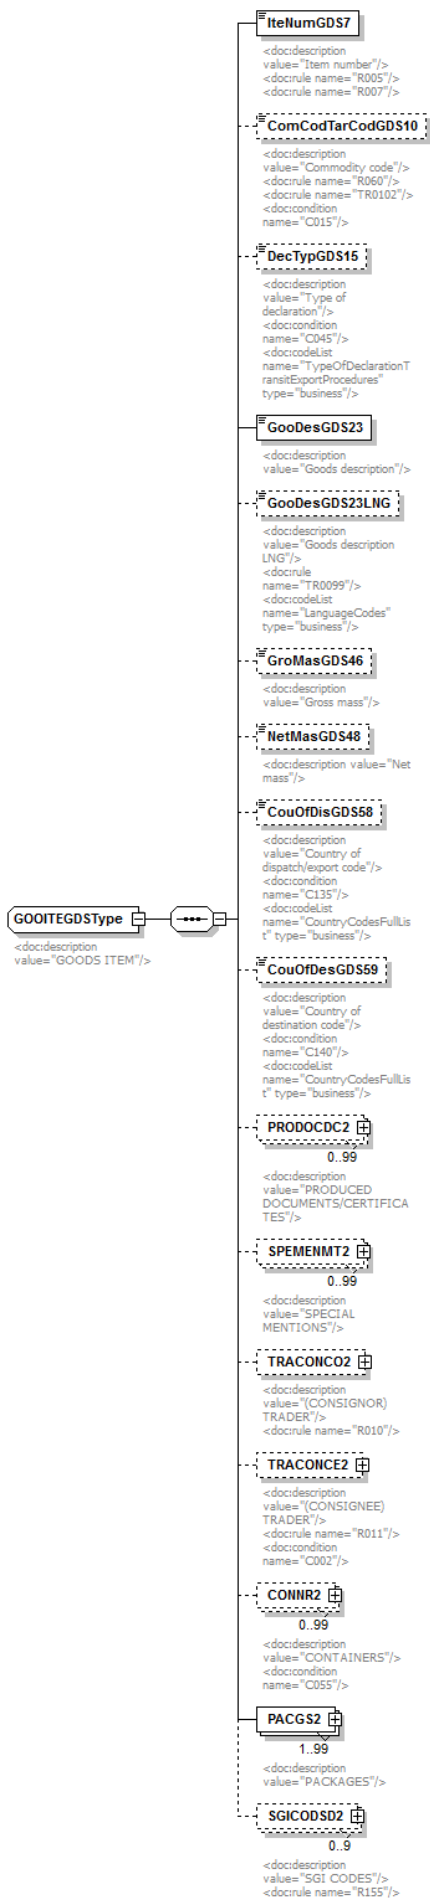 IteNumGDS7
<doc:description
value="Item number"/>
<doc:rule name="R005"/>
<doc:rule name="R007"/>
ComCodTarCodGDS10
<doc:description
value="Commodity code"/>
<doc:rule name="R060"/>
<doc:rule name="TR0102"/>
<doc:condition
name="C015"/>
DecTypGDS15
<doc:description
value="Type of
declaration"/>
<doc:condition
name="C045"/>
<doc:codeList
name="TypeOfDeclarationT
ransitExportProcedures"
type="business"/>
GooDesGDS23
<doc:description
value="Goods description"/>
GooDesGDS23LNG
<doc:description
value="Goods description
LNG"/>
<doc:rule
name="TR0099"/>
<doc:codeList
name="LanguageCodes"
type="business"/>
GroMasGDS46
<doc:description
value="Gross mass"/>
NetMasGDS48
<doc:description value="Net
mass"/>
CouOfDisGDS58
<doc:description
value="Country of
dispatch/export code"/>
<doc:condition
name="C135"/>
<doc:codeList
name="CountryCodesFullLis
t" type="business"/>
GOOITEGDSType
<doc:description
value="GOODS ITEM"/>
CouOfDesGDS59
<doc:description
value="Country of
destination code"/>
<doc:condition
name="C140"/>
<doc:codeList
name="CountryCodesFullLis
t" type="business"/>
PRODOCDC2
0..99
<doc:description
value="PRODUCED
DOCUMENTS/CERTIFICA
TES"/>
SPEMENMT2
0..99
<doc:description
value="SPECIAL
MENTIONS"/>
TRACONCO2
<doc:description
value="(CONSIGNOR)
TRADER"/>
<doc:rule name="R010"/>
TRACONCE2
<doc:description
value="(CONSIGNEE)
TRADER"/>
<doc:rule name="R011"/>
<doc:condition
name="C002"/>
CONNR2
0..99
<doc:description
value="CONTAINERS"/>
<doc:condition
name="C055"/>
PACGS2
1..99
<doc:description
value="PACKAGES"/>
SGICODSD2
0..9
<doc:description
value="SGI CODES"/>
<doc:rule name="R155"/>